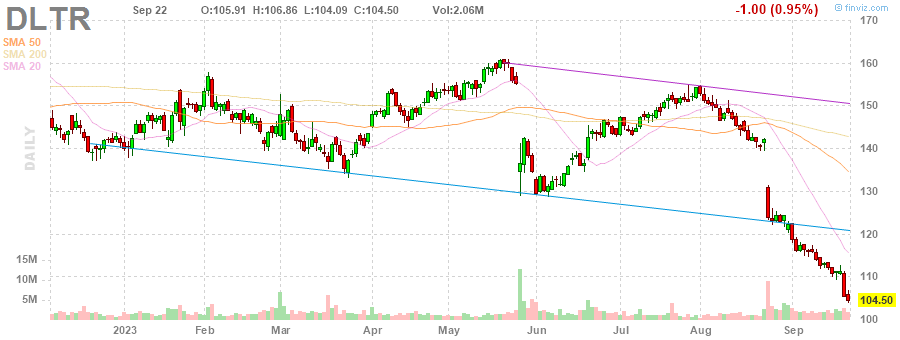 DLTR Sep 22 O:105.91 H:106.86 L:104.09 C:104.50 Vol:2.06M -1.00 (0.95%) © finviz.com
SMA 50
SMA 200
SMA 20
DAILY
170
160
150
140
130
120
110
104.50
100
15M
10M
5M
2023 Feb Mar Apr May Jun Jul Aug Sep